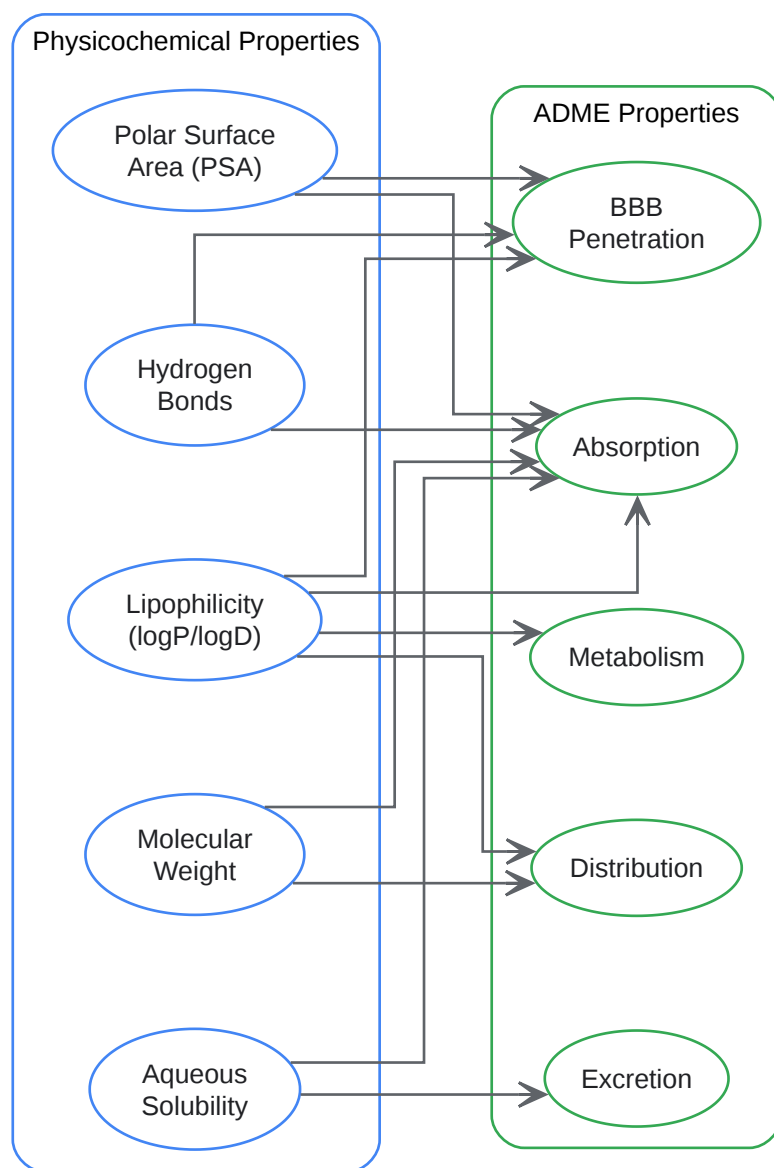 Physicochemical Properties
Polar Surface
Area (PSA)
Hydrogen
Bonds
Lipophilicity
(logP/logD)
Molecular
Weight
Aqueous
Solubility
ADME Properties
BBB
Penetration
Absorption
Metabolism
Distribution
Excretion